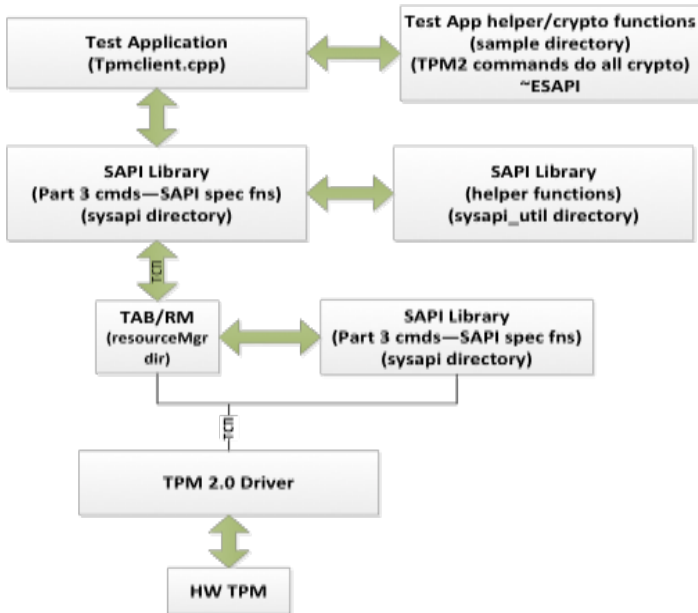 Test Application
(Tpmclient.cpp)
Test App helper/crypto functions
(sample directory)
(TPM2 commands do all crypto)
~ESAPI
SAPI Library
(Part 3 cmds—SAPI spec fns)
(sysapi directory)
SAPI Library
(helper functions)
(sysapi_util directory)
TCTI
TAB/RM
(resourceMgr
dir)
SAPI Library
(Part 3 cmds—SAPI spec fns)
(sysapi directory)
TCTI
TPM 2.0 Driver
HW TPM